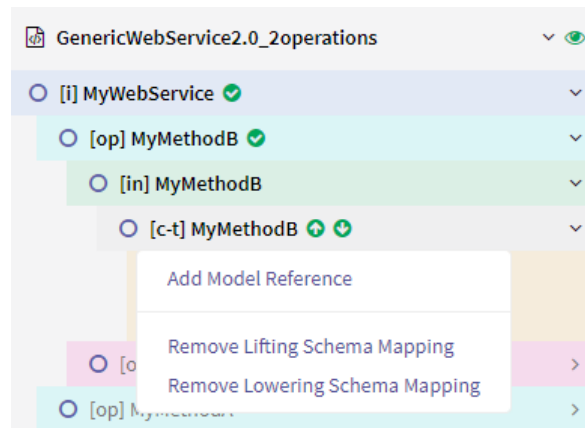 GenericWebService2.0_2operations
[i] MyWebService
[op] MyMethodB
[in] MyMethodB
[c-t] MyMethodB
Add Model Reference
Remove Lifting Schema Mapping
Remove Lowering Schema Mapping
[op]